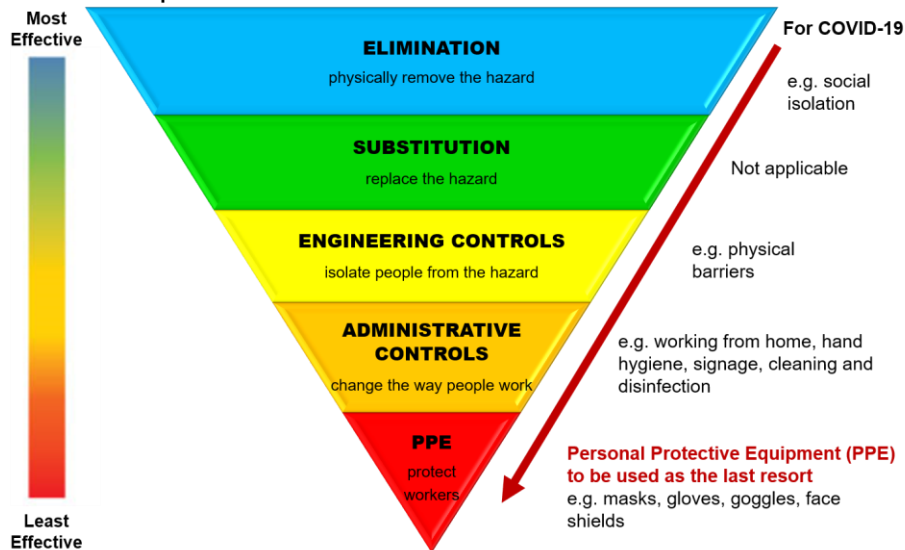 Most
Effective
For COVID-19
ELIMINATION
physically remove the hazard
e.g. social
isolation
SUBSTITUTION
replace the hazard
Not applicable
ENGINEERING CONTROLS
isolate people from the hazard
e.g. physical
barriers
ADMINISTRATIVE
CONTROLS
change the way people work
e.g. working from home, hand
hygiene, signage, cleaning and
disinfection
PPE
protect
workers
Personal Protective Equipment (PPE)
to be used as the last resort
e.g. masks, gloves, goggles, face
shields
Least
Effective